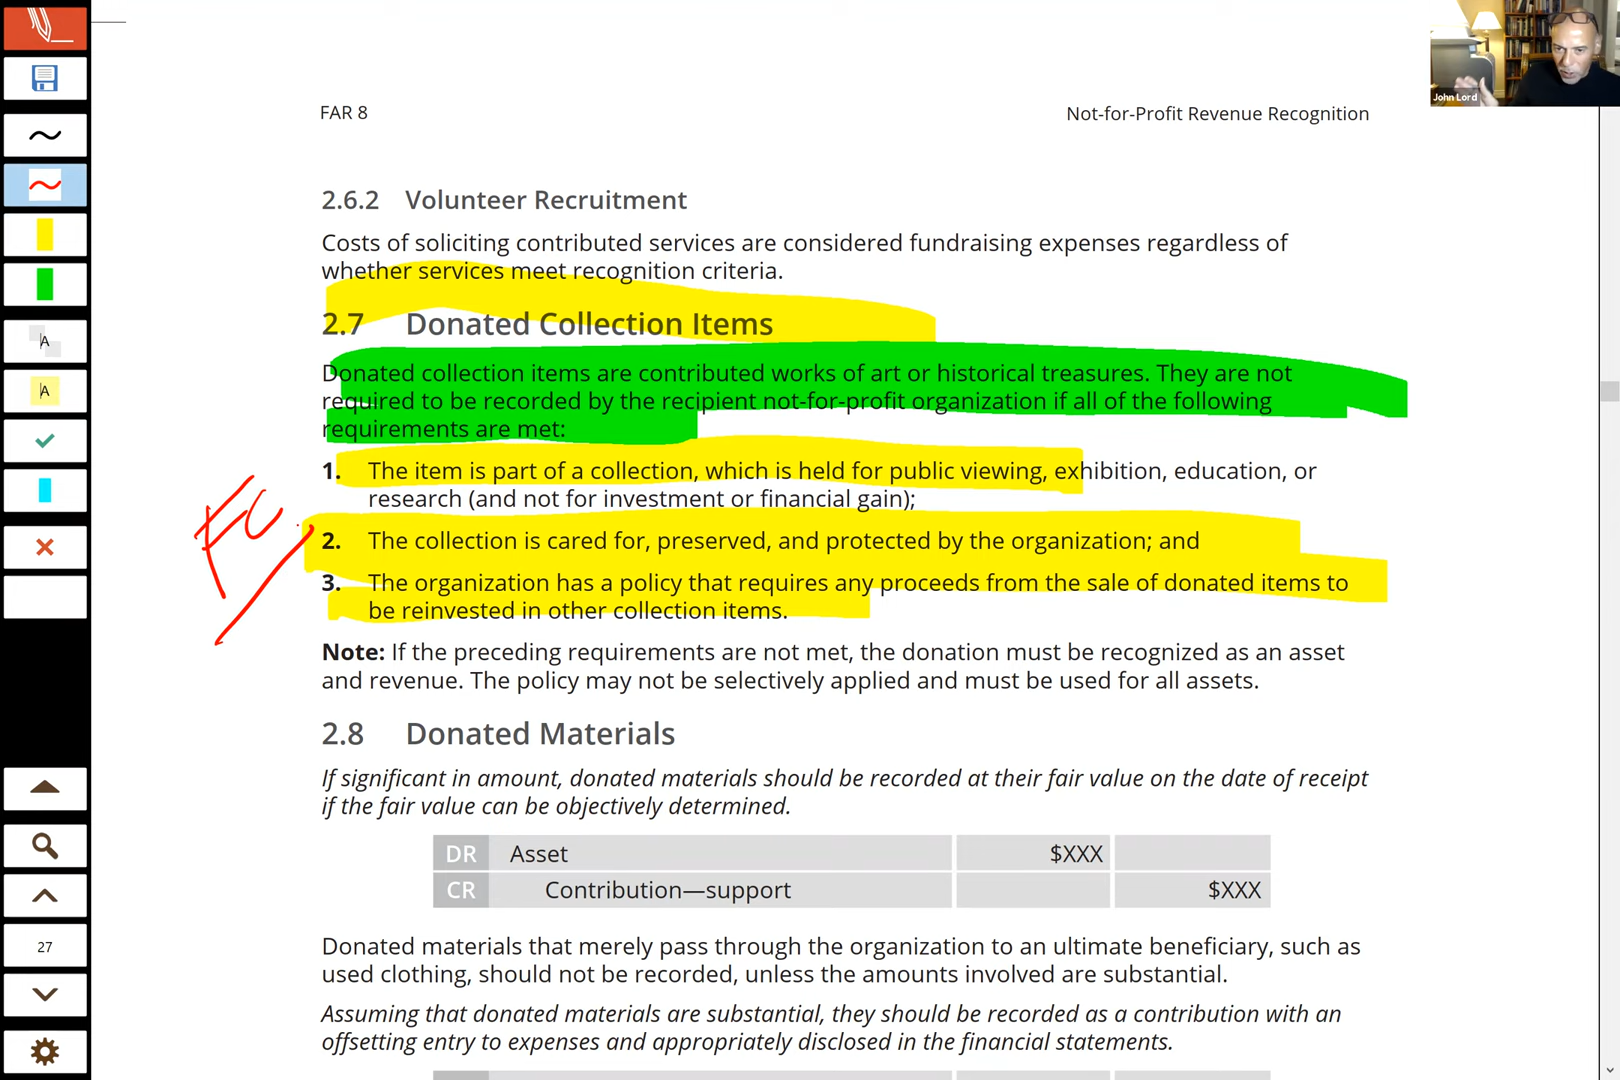 John Lord
FAR 8
Not-for-Profit Revenue Recognition
2.6.2 Volunteer Recruitment
Costs of soliciting contributed services are considered fundraising expenses regardless of
whether services meet recognition criteria.
2.7 Donated Collection Items
Donated collection items are contributed works of art or historical treasures. They are not
required to be recorded by the recipient not-for-profit organization if all of the following
requirements are met:
1. The item is part of a collection, which is held for public viewing, exhibition, education, or
research (and not for investment or financial gain);
2. The collection is cared for, preserved, and protected by the organization; and
3. The organization has a policy that requires any proceeds from the sale of donated items to
be reinvested in other collection items.
Note: If the preceding requirements are not met, the donation must be recognized as an asset
and revenue. The policy may not be selectively applied and must be used for all assets.
2.8 Donated Materials
If significant in amount, donated materials should be recorded at their fair value on the date of receipt
if the fair value can be objectively determined.
DR Asset $XXX
CR Contribution—support $XXX
Donated materials that merely pass through the organization to an ultimate beneficiary, such as
used clothing, should not be recorded, unless the amounts involved are substantial.
Assuming that donated materials are substantial, they should be recorded as a contribution with an
offsetting entry to expenses and appropriately disclosed in the financial statements.
A
A
27